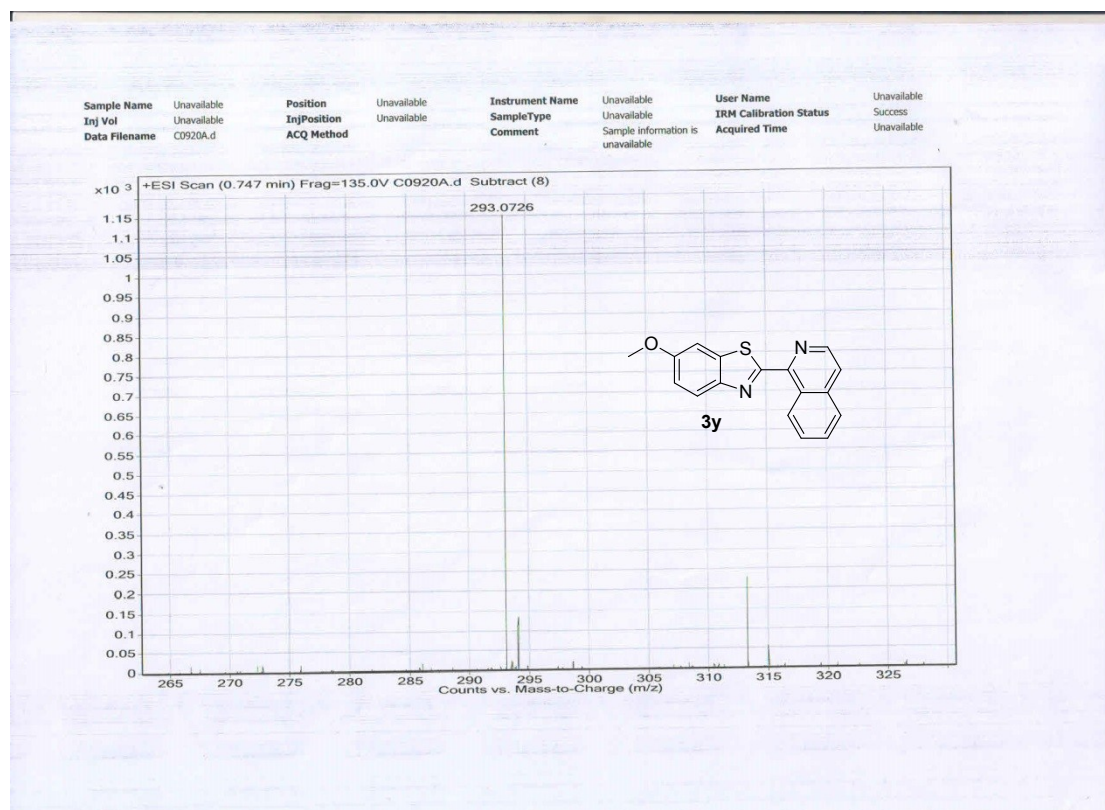 Sample Name Unavailable Position Unavailable Instrument Name Unavailable User Name Unavailable
Inj Vol Unavailable InjPosition Unavailable SampleType Unavailable IRM Calibration Status Success
Data Filename C0920A.d ACQ Method Comment Sample information is unavailable Acquired Time Unavailable
x10 3 +ESI Scan (0.747 min) Frag=135.0V C0920A.d Subtract (8)
293.0726
1.15
1.1
1.05
1
0.95
0.9
0.85
0.8
0.75
0.7
0.65
0.6
0.55
0.5
0.45
0.4
0.35
0.3
0.25
0.2
0.15
0.1
0.05
0
O S N
N
3y
265 270 275 280 285 290 295 300 305 310 315 320 325
Counts vs. Mass-to-Charge (m/z)